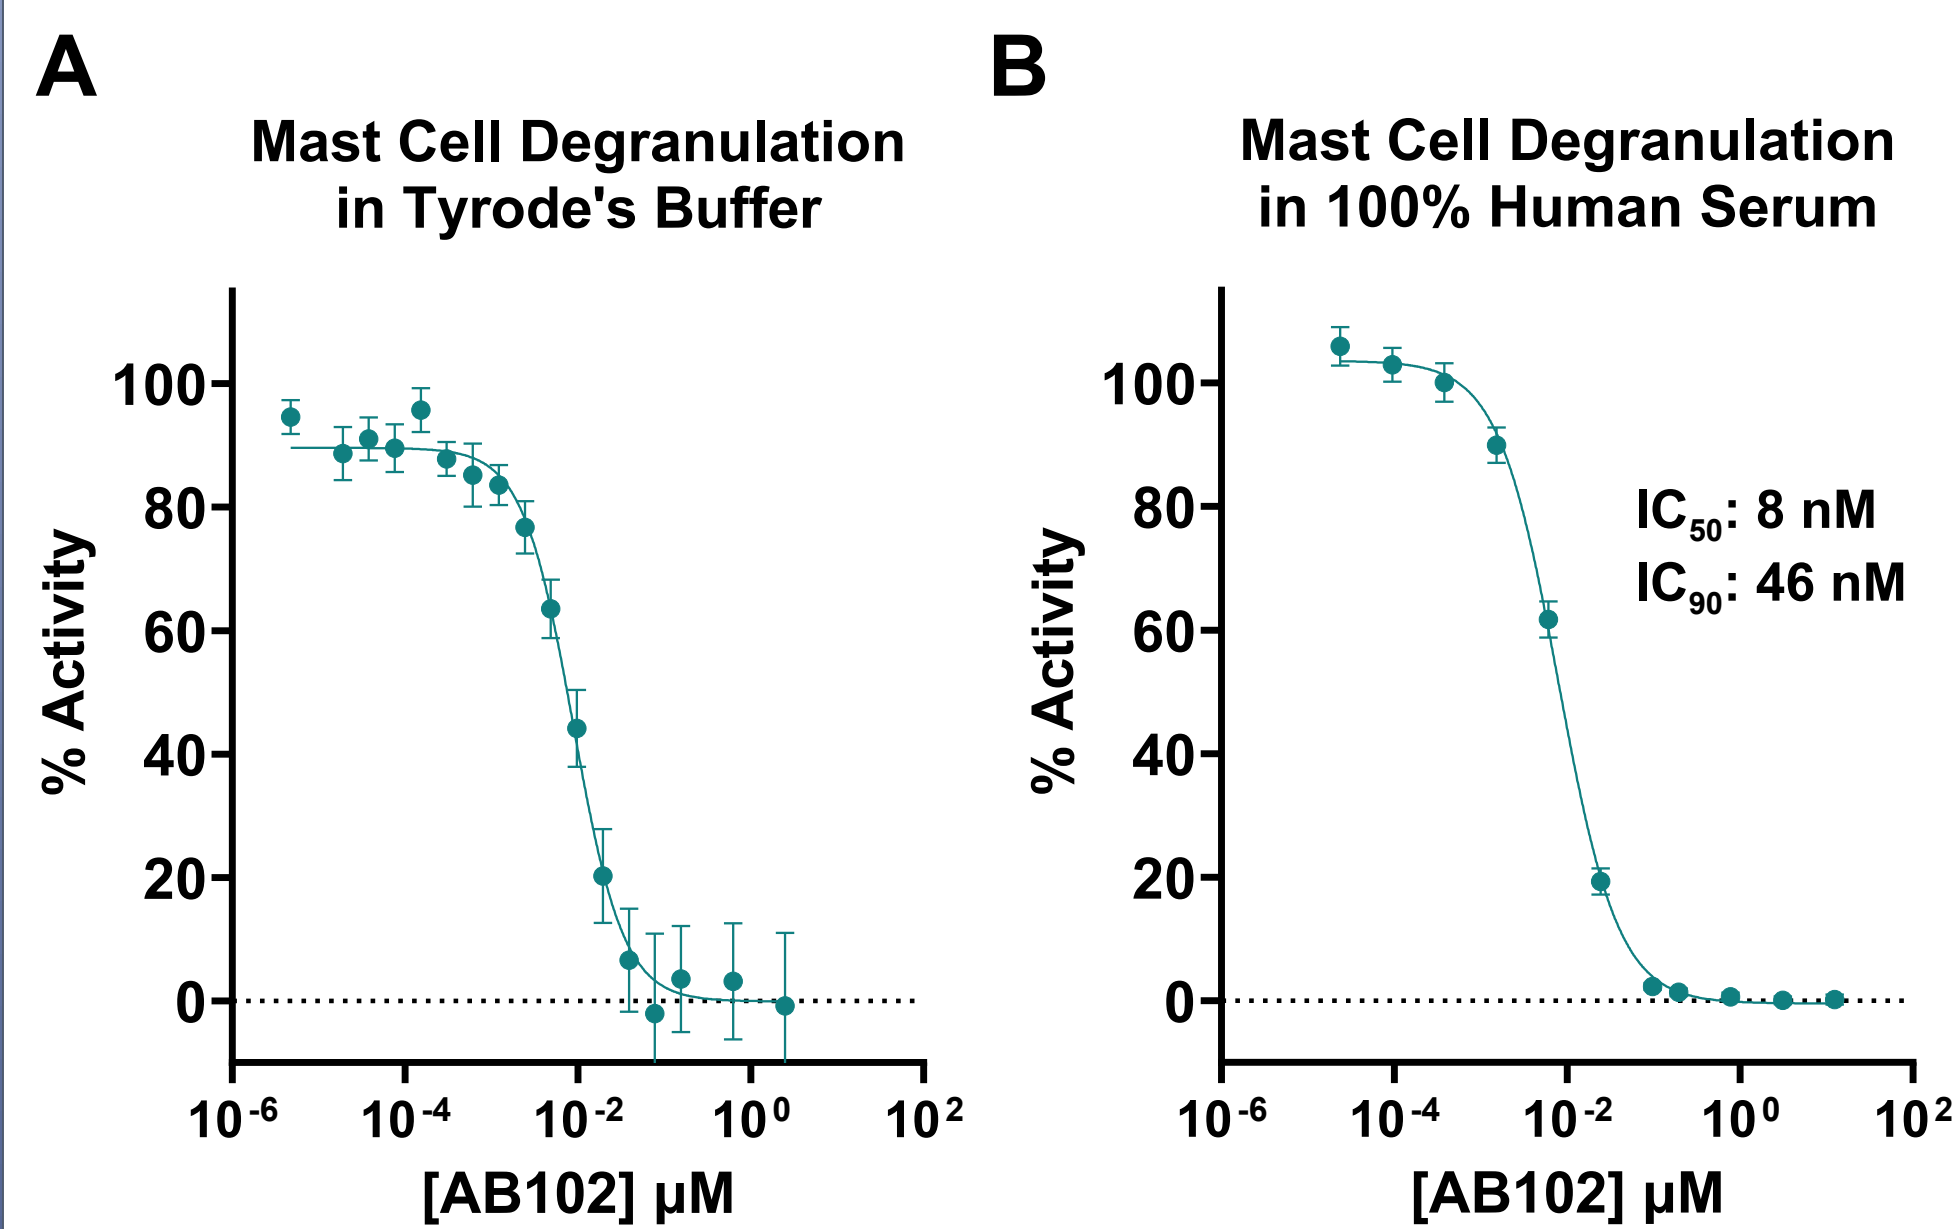 A
Mast Cell Degranulation
in Tyrode's Buffer
100
80
60
40
20
0
% Activity
10-6
10-4
10-2
100
102
[AB102] μM
B
Mast Cell Degranulation
in 100% Human Serum
100
80
60
40
20
0
% Activity
IC50: 8 nM
IC90: 46 nM
10-6
10-4
10-2
100
102
[AB102] μM